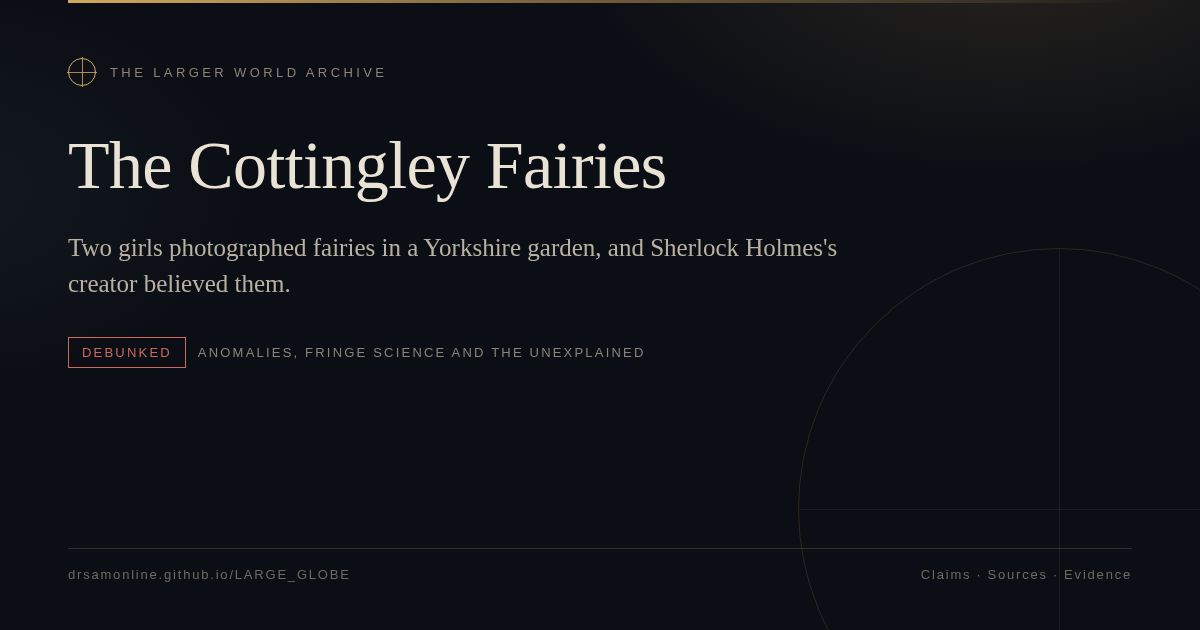 THE LARGER WORLD ARCHIVE
The Cottingley Fairies
Two girls photographed fairies in a Yorkshire garden, and Sherlock Holmes's
creator believed them.
DEBUNKED ANOMALIES, FRINGE SCIENCE AND THE UNEXPLAINED
drsamonline.github.io/LARGE_GLOBE
Claims · Sources · Evidence